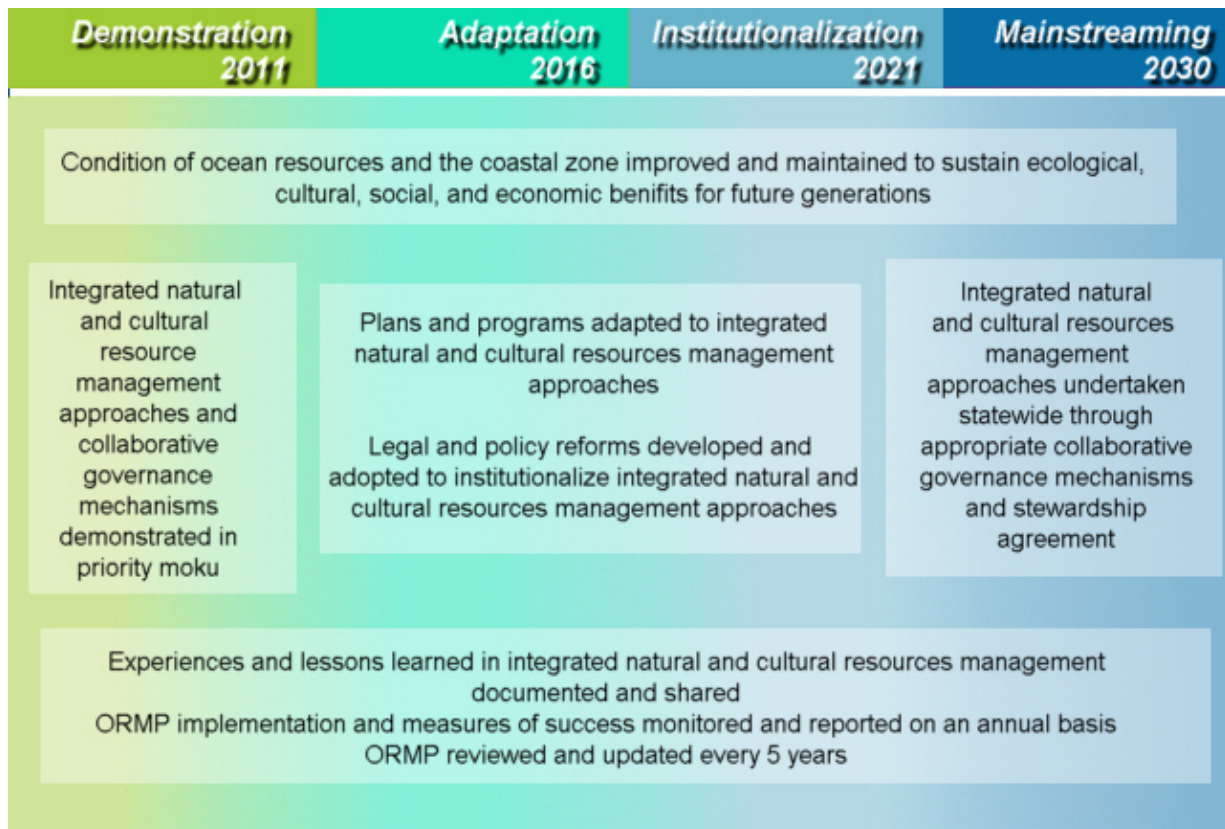 Demonstration
2011
Adaptation
2016
Institutionalization
2021
Mainstreaming
2030
Condition of ocean resources and the coastal zone improved and maintained to sustain ecological,
cultural, social, and economic benifits for future generations
Integrated natural
and cultural
resource
management
approaches and
collaborative
governance
mechanisms
demonstrated in
priority moku
Plans and programs adapted to integrated
natural and cultural resources management
approaches
Legal and policy reforms developed and
adopted to institutionalize integrated natural and
cultural resources management approaches
Integrated natural
and cultural resources
management
approaches undertaken
statewide through
appropriate collaborative
governance mechanisms
and stewardship
agreement
Experiences and lessons learned in integrated natural and cultural resources management
documented and shared
ORMP implementation and measures of success monitored and reported on an annual basis
ORMP reviewed and updated every 5 years